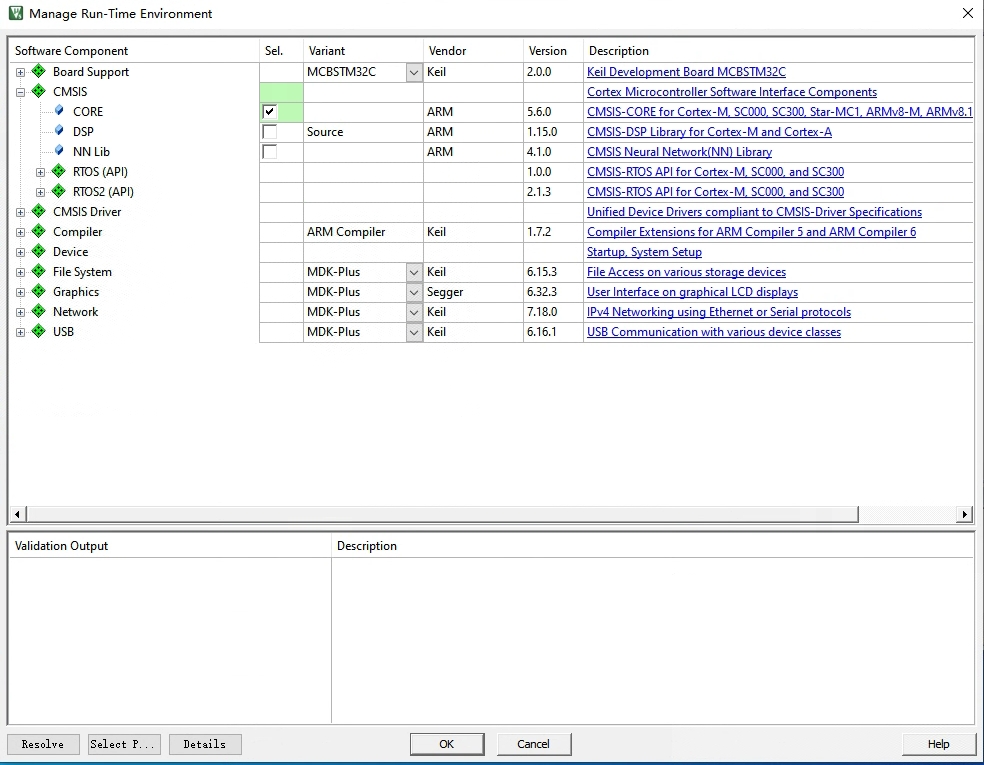 Manage Run-Time Environment
Software Component Sel. Variant Vendor Version Description
Board Support MCBSTM32C Keil 2.0.0 Keil Development Board MCBSTM32C
CMSIS Cortex Microcontroller Software Interface Components
CORE ARM 5.6.0 CMSIS-CORE for Cortex-M, SC000, SC300, Star-MC1, ARMv8-M, ARMv8.1
DSP Source ARM 1.15.0 CMSIS-DSP Library for Cortex-M and Cortex-A
NN Lib ARM 4.1.0 CMSIS Neural Network(NN) Library
RTOS (API) 1.0.0 CMSIS-RTOS API for Cortex-M, SC000, and SC300
RTOS2 (API) 2.1.3 CMSIS-RTOS API for Cortex-M, SC000, and SC300
CMSIS Driver Unified Device Drivers compliant to CMSIS-Driver Specifications
Compiler ARM Compiler Keil 1.7.2 Compiler Extensions for ARM Compiler 5 and ARM Compiler 6
Device Startup, System Setup
File System MDK-Plus Keil 6.15.3 File Access on various storage devices
Graphics MDK-Plus Segger 6.32.3 User Interface on graphical LCD displays
Network MDK-Plus Keil 7.18.0 IPv4 Networking using Ethernet or Serial protocols
USB MDK-Plus Keil 6.16.1 USB Communication with various device classes
Validation Output Description
Resolve Select P... Details OK Cancel Help